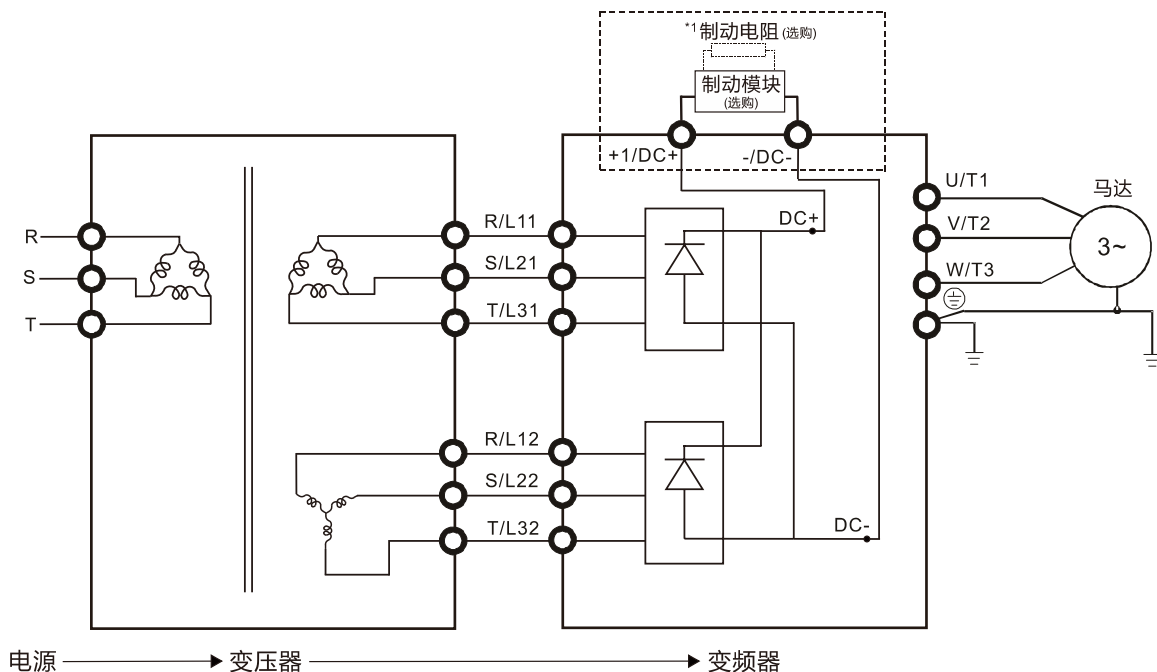 *1制动电阻(选购)
制动模块
(选购)
+1/DC+
-/DC-
U/T1
马达
R/L11
DC+
V/T2
3~
R
S/L21
W/T3
S
T/L31
T
R/L12
S/L22
T/L32
DC-
电源
变压器
变频器